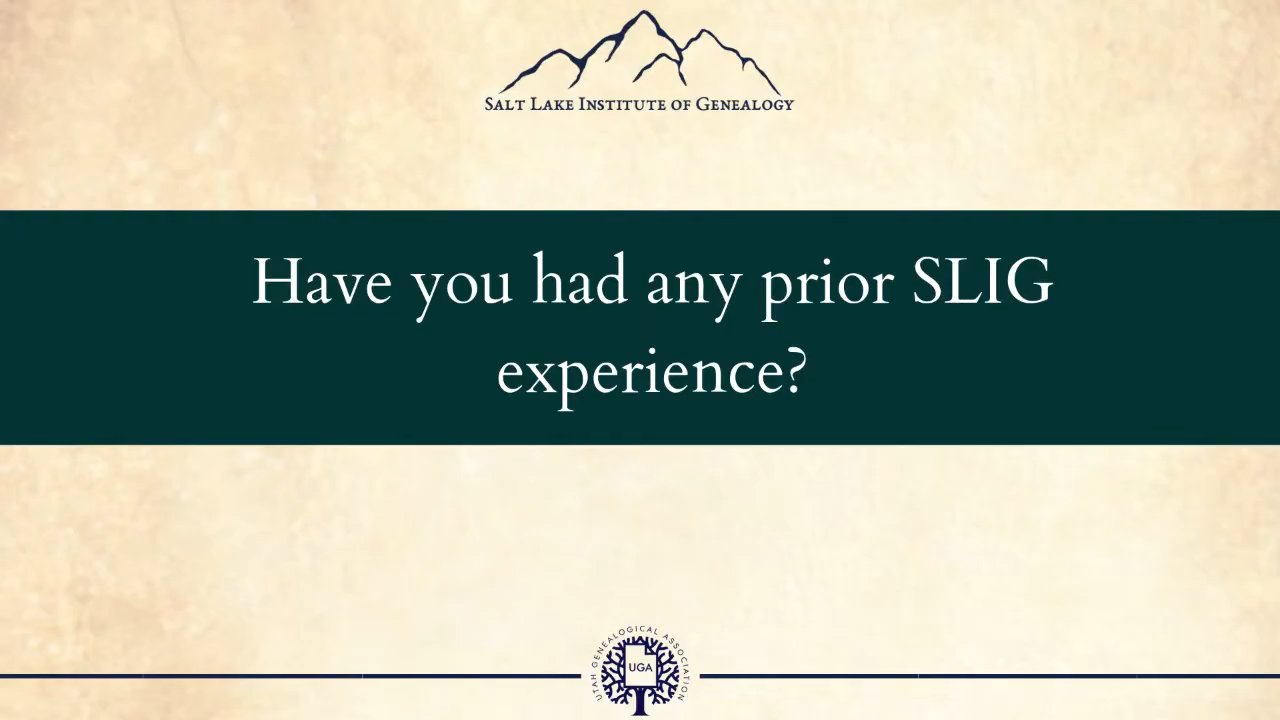 Salt Lake Institute of Genealogy
Have you had any prior SLIG
experience?
UTAH GENEALOGICAL ASSOCIATION
UGA